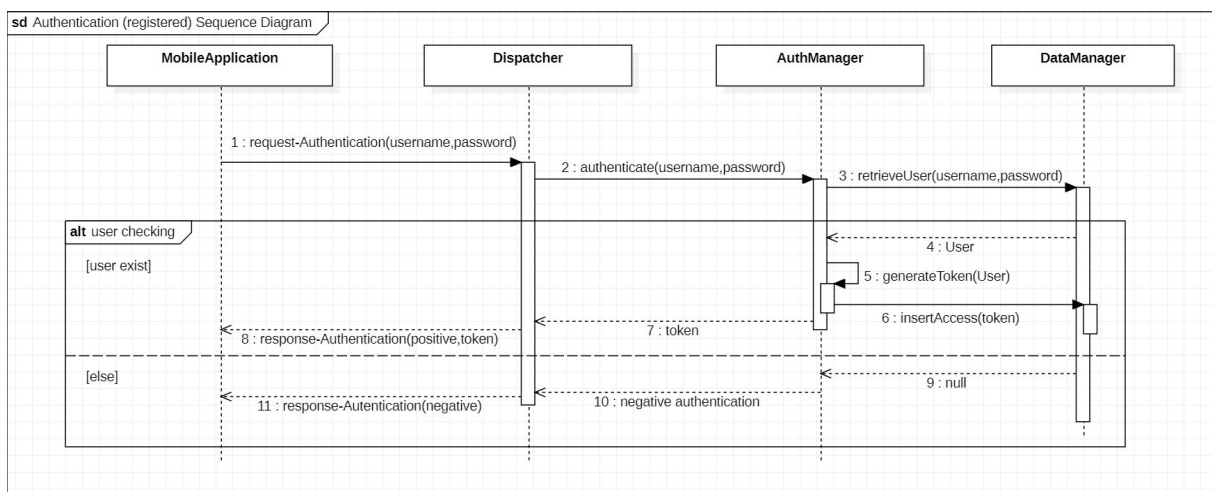 sd Authentication (registered) Sequence Diagram
MobileApplication
Dispatcher
AuthManager
DataManager
1 : request-Authentication(username,password)
2 : authenticate(username,password)
3 : retrieveUser(username,password)
alt user checking
4 : User
[user exist]
5 : generateToken(User)
6 : insertAccess(token)
7 : token
8 : response-Authentication(positive,token)
[else]
9 : null
10 : negative authentication
11 : response-Autentication(negative)